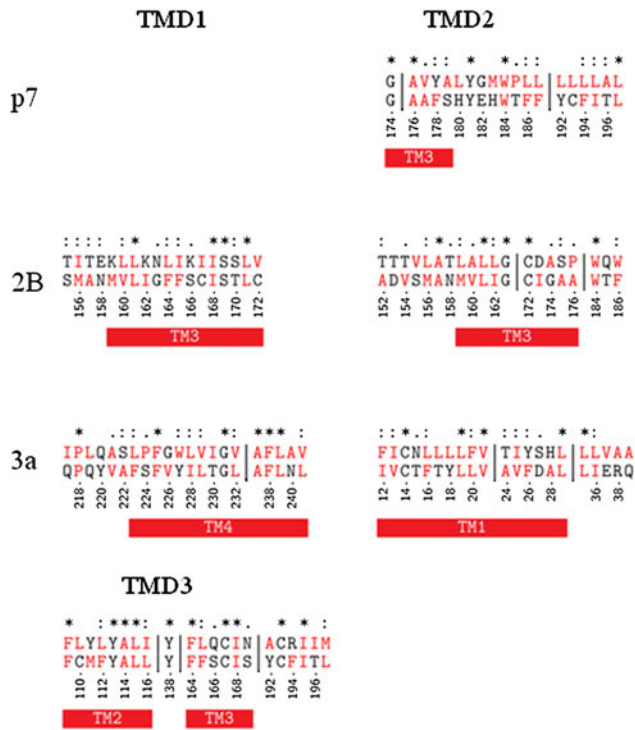 TMD1 TMD2
p7
* *.:: * * .:: ::: *
G|AVYALYGMWPLL|LLLLAL
G|AAFSHYEHWTFF|YCFITL
174 176 178 180 182 184 186 192 194 196
TM3
2B
TITEKLLKNLIKIISSLV
SMANMVLIGFFSCISTLC
156 158 160 162 164 166 168 170 172
TM3
TTTVLATLALLG|CDASP|WQW
ADVSMANMVLIG|CIGAA|WTF
152 154 156 158 160 162 172 174 176 184 186
TM3
3a
IPLQASLPFGWLVIGV|AFLAV
QPQYVAFSFVYILTGL|AFLNL
218 220 222 224 226 228 230 232 238 240
TM4
FICNLLLLFV|TIYSHL|LLVAA
IVCTFTYLLV|AVFDAL|LIERQ
12 14 16 18 20 24 26 28 36 38
TM1
TMD3
* :***: * *: **. * * :
FLYLYALI|Y|FLQCIN|ACRIIM
FCMFYALL|Y|FFSCIS|YCFITL
110 112 114 116 138 164 166 168 192 194 196
TM2 TM3